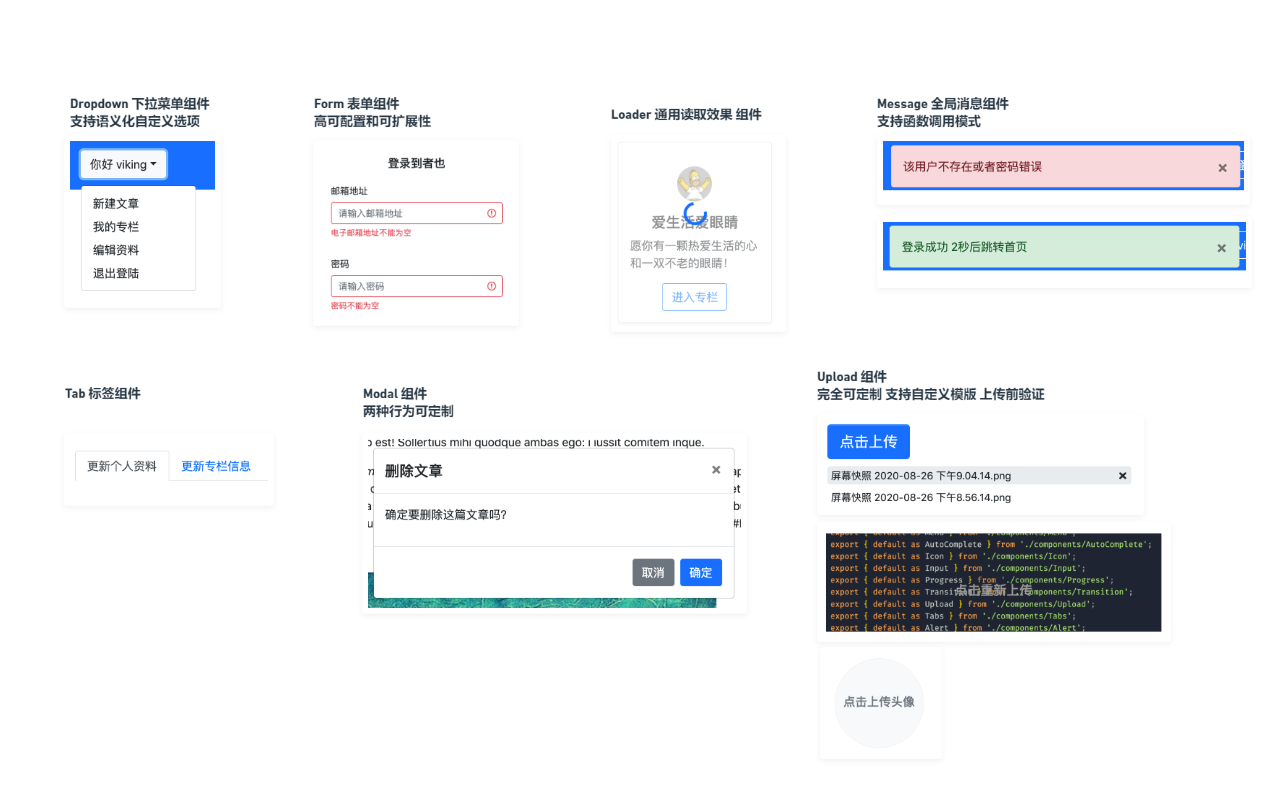 Dropdown 下拉菜单组件
支持语义化自定义选项
你好 viking
新建文章
我的专栏
编辑资料
退出登陆
Form 表单组件
高可配置和可扩展性
登录到者也
邮箱地址
请输入邮箱地址
电子邮箱地址不能为空
密码
请输入密码
密码不能为空
Loader 通用读取效果 组件
爱生活爱眼睛
愿你有一颗热爱生活的心
和一双不老的眼睛！
进入专栏
Message 全局消息组件
支持函数调用模式
该用户不存在或者密码错误
×
登录成功 2秒后跳转首页
×
Tab 标签组件
更新个人资料 更新专栏信息
Modal 组件
两种行为可定制
est! Sollertius mihi quodque ambas ego: Iussit comitem inque.
删除文章 ×
确定要删除这篇文章吗?
取消 确定
Upload 组件
完全可定制 支持自定义模版 上传前验证
点击上传
屏幕快照 2020-08-26 下午9.04.14.png ×
屏幕快照 2020-08-26 下午8.56.14.png
export { default as Menu } from './components/Menu';
export { default as AutoComplete } from './components/AutoComplete';
export { default as Icon } from './components/Icon';
export { default as Input } from './components/Input';
export { default as Progress } from './components/Progress';
export { default as Transition } from './components/Transition';
点击重新上传
export { default as Upload } from './components/Upload';
export { default as Tabs } from './components/Tabs';
export { default as Alert } from './components/Alert';
点击上传头像